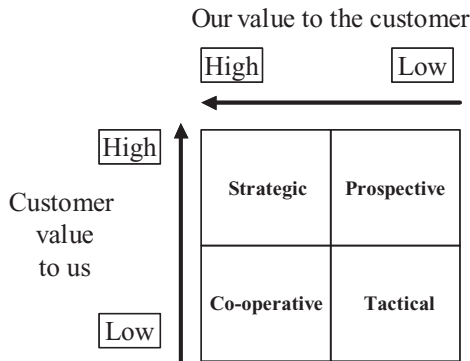 Our value to the customer
High Low
High
Strategic Prospective
Customer
value
to us
Co-operative Tactical
Low